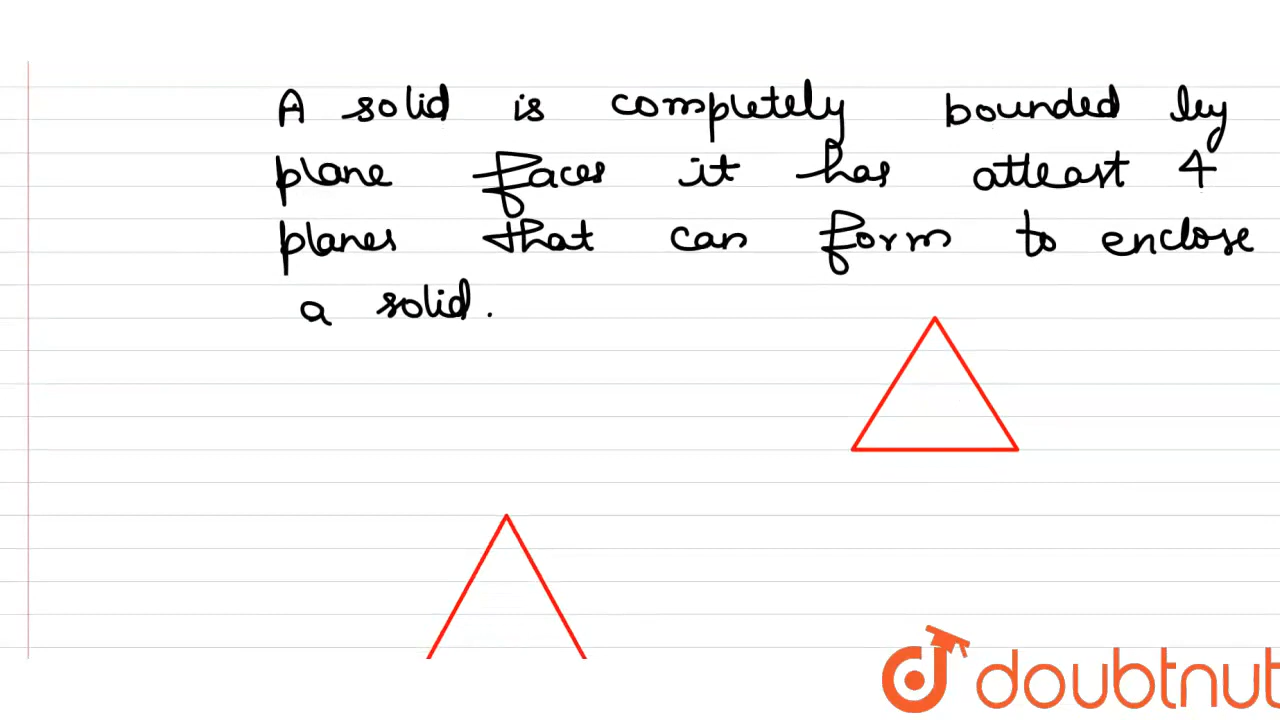 A solid is completely bounded by
plane faces it has atleast 4
planes that can form to enclose
a solid.
doubtnut